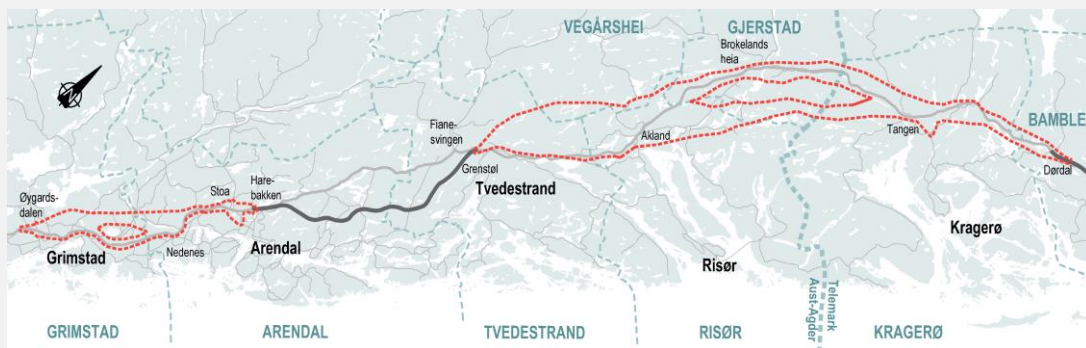 VEGÅRSHEI
GJERSTAD
Brokelands
heia
Fiane-
svingen
Akland
Tangen
BAMBLE
Grenstøl
Dørdal
Tvedestrand
Øygards-
dalen
Stoa
Hare-
bakken
Grimstad
Nedenes
Arendal
Risør
Kragerø
Telemark
Aust-Agder
GRIMSTAD
ARENDAL
TVEDESTRAND
RISØR
KRAGERØ